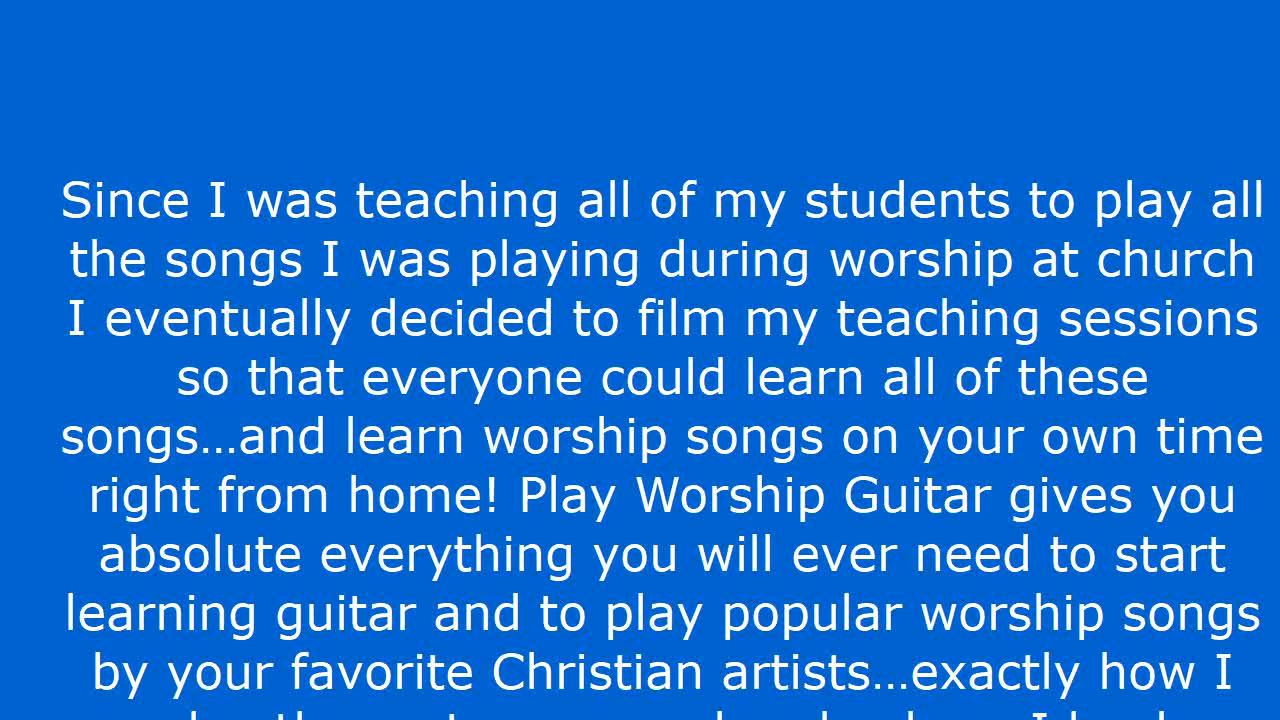 Since I was teaching all of my students to play all
the songs I was playing during worship at church
I eventually decided to film my teaching sessions
so that everyone could learn all of these
songs…and learn worship songs on your own time
right from home! Play Worship Guitar gives you
absolute everything you will ever need to start
learning guitar and to play popular worship songs
by your favorite Christian artists…exactly how I